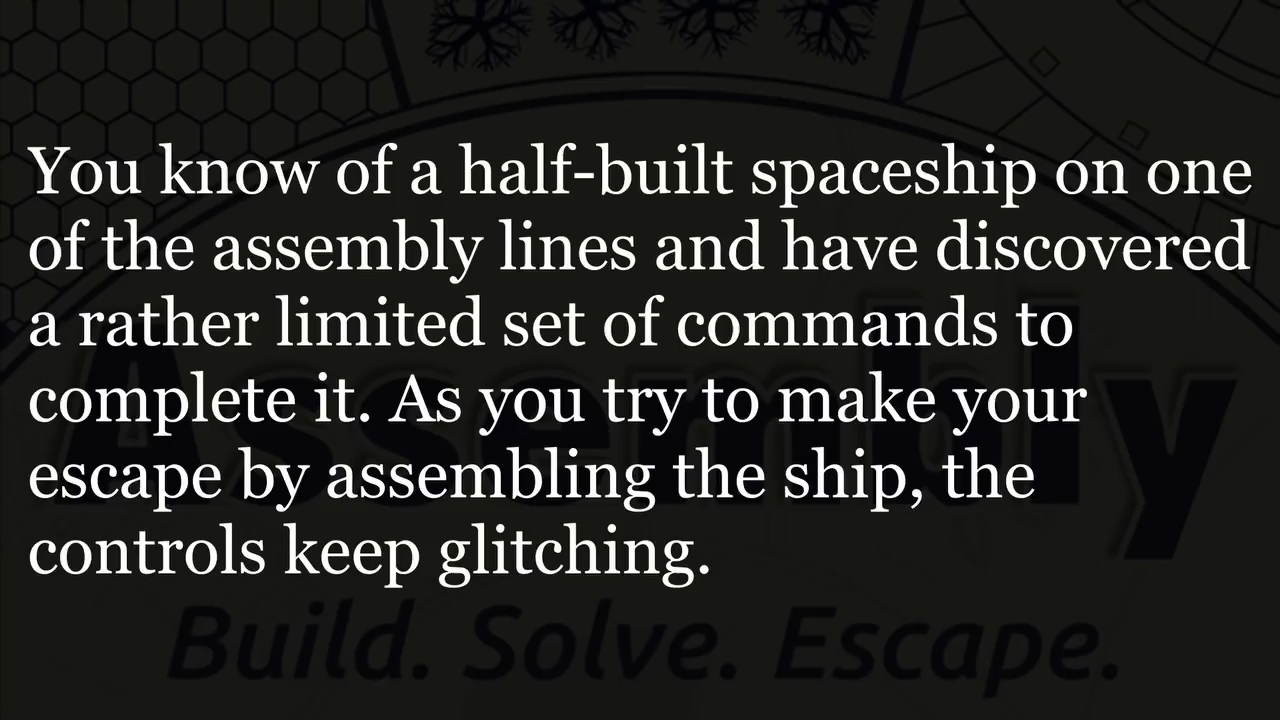 You know of a half-built spaceship on one
of the assembly lines and have discovered
a rather limited set of commands to
complete it. As you try to make your
escape by assembling the ship, the
controls keep glitching.
Assembly
Build. Solve. Escape.